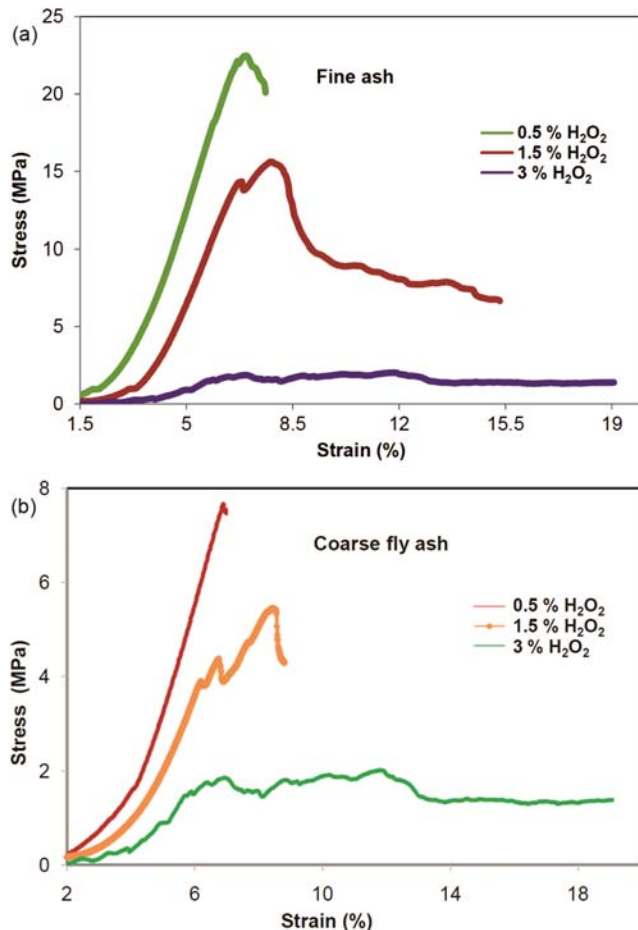 (a)
25
20
15
10
5
0
Stress (MPa)
Fine ash
0.5 % H₂O₂
1.5 % H₂O₂
3 % H₂O₂
1.5 5 8.5 12 15.5 19
Strain (%)
(b)
8
6
4
2
0
Stress (MPa)
Coarse fly ash
0.5 % H₂O₂
1.5 % H₂O₂
3 % H₂O₂
2 6 10 14 18
Strain (%)